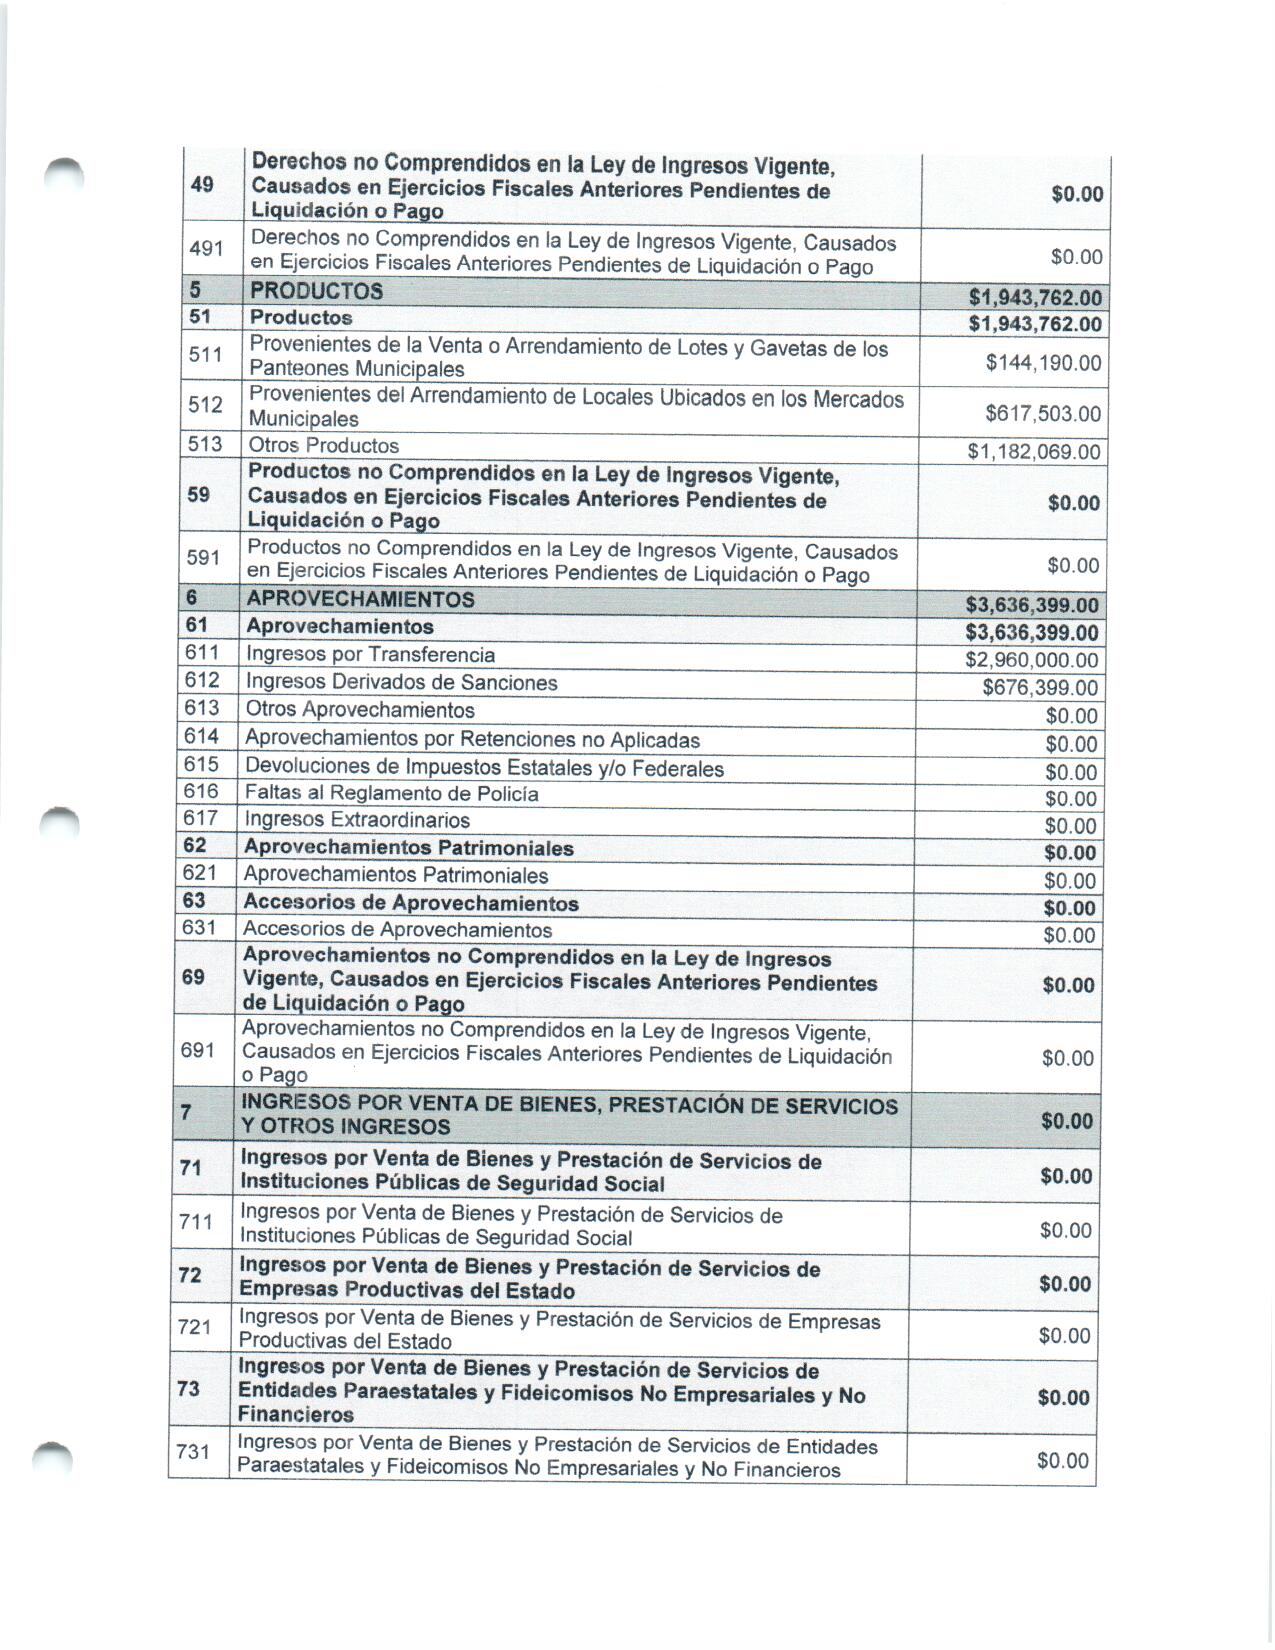 49
Derechos no Comprendidos en la Ley de Ingresos Vigente,
Causados en Ejercicios Fiscales Anteriores Pendientes de
Liquidación o Pago
$0.00
491
Derechos no Comprendidos en la Ley de Ingresos Vigente, Causados
en Ejercicios Fiscales Anteriores Pendientes de Liquidación o Pago
$0.00
5 PRODUCTOS $1,943,762.00
51 Productos $1,943,762.00
511
Provenientes de la Venta o Arrendamiento de Lotes y Gavetas de los
Panteones Municipales
$144,190.00
512
Provenientes del Arrendamiento de Locales Ubicados en los Mercados
Municipales
$617,503.00
513 Otros Productos $1,182,069.00
59
Productos no Comprendidos en la Ley de Ingresos Vigente,
Causados en Ejercicios Fiscales Anteriores Pendientes de
Liquidación o Pago
$0.00
591
Productos no Comprendidos en la Ley de Ingresos Vigente, Causados
en Ejercicios Fiscales Anteriores Pendientes de Liquidación o Pago
$0.00
6 APROVECHAMIENTOS $3,636,399.00
61 Aprovechamientos $3,636,399.00
611 Ingresos por Transferencia $2,960,000.00
612 Ingresos Derivados de Sanciones $676,399.00
613 Otros Aprovechamientos $0.00
614 Aprovechamientos por Retenciones no Aplicadas $0.00
615 Devoluciones de Impuestos Estatales y/o Federales $0.00
616 Faltas al Reglamento de Policía $0.00
617 Ingresos Extraordinarios $0.00
62 Aprovechamientos Patrimoniales $0.00
621 Aprovechamientos Patrimoniales $0.00
63 Accesorios de Aprovechamientos $0.00
631 Accesorios de Aprovechamientos $0.00
69
Aprovechamientos no Comprendidos en la Ley de Ingresos
Vigente, Causados en Ejercicios Fiscales Anteriores Pendientes
de Liquidación o Pago
$0.00
691
Aprovechamientos no Comprendidos en la Ley de Ingresos Vigente,
Causados en Ejercicios Fiscales Anteriores Pendientes de Liquidación
o Pago
$0.00
7
INGRESOS POR VENTA DE BIENES, PRESTACIÓN DE SERVICIOS
Y OTROS INGRESOS
$0.00
71
Ingresos por Venta de Bienes y Prestación de Servicios de
Instituciones Públicas de Seguridad Social
$0.00
711
Ingresos por Venta de Bienes y Prestación de Servicios de
Instituciones Públicas de Seguridad Social
$0.00
72
Ingresos por Venta de Bienes y Prestación de Servicios de
Empresas Productivas del Estado
$0.00
721
Ingresos por Venta de Bienes y Prestación de Servicios de Empresas
Productivas del Estado
$0.00
73
Ingresos por Venta de Bienes y Prestación de Servicios de
Entidades Paraestatales y Fideicomisos No Empresariales y No
Financieros
$0.00
731
Ingresos por Venta de Bienes y Prestación de Servicios de Entidades
Paraestatales y Fideicomisos No Empresariales y No Financieros
$0.00